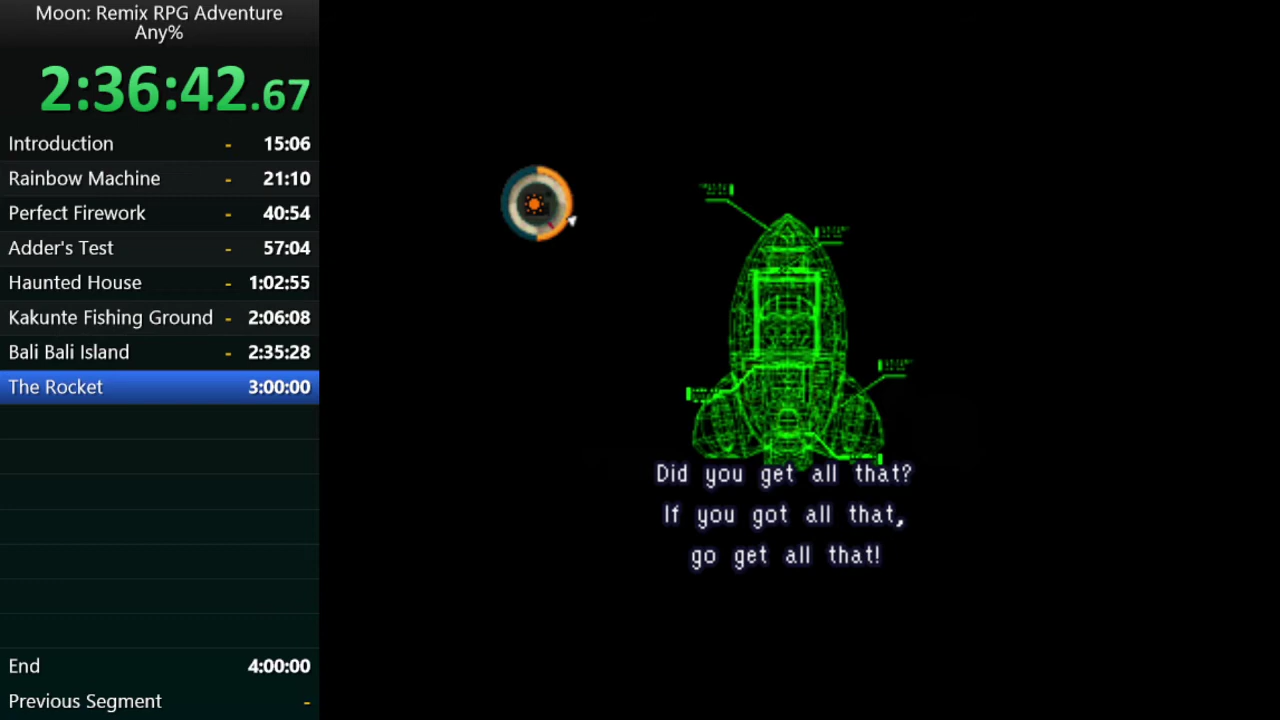 Moon: Remix RPG Adventure
Any%
2:36:42.67
Introduction - 15:06
Rainbow Machine - 21:10
Perfect Firework - 40:54
Adder's Test - 57:04
Haunted House - 1:02:55
Kakunte Fishing Ground - 2:06:08
Bali Bali Island - 2:35:28
The Rocket 3:00:00
End 4:00:00
Previous Segment -
Did you get all that?
If you got all that,
go get all that!